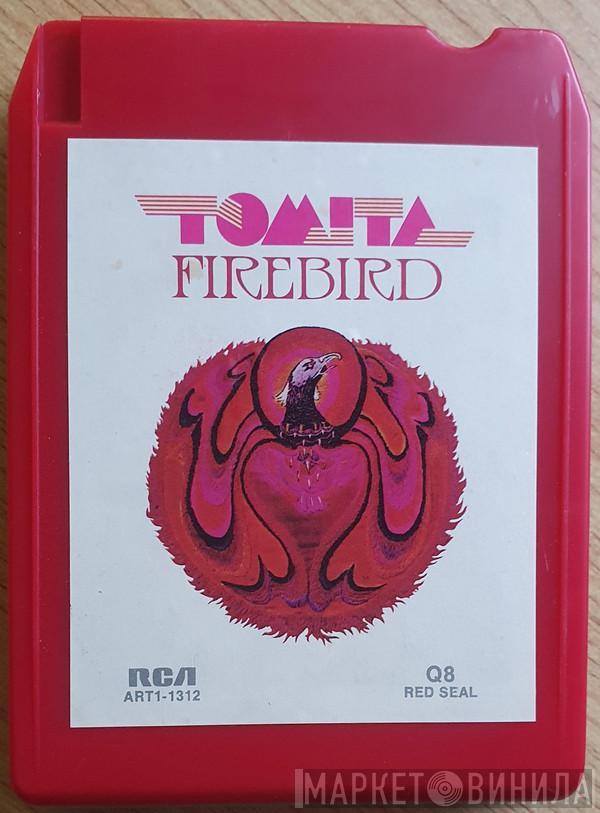 TOMITA
FIREBIRD
RCA
ART1-1312
Q8
RED SEAL
МАРКЕТ ВИНИЛА